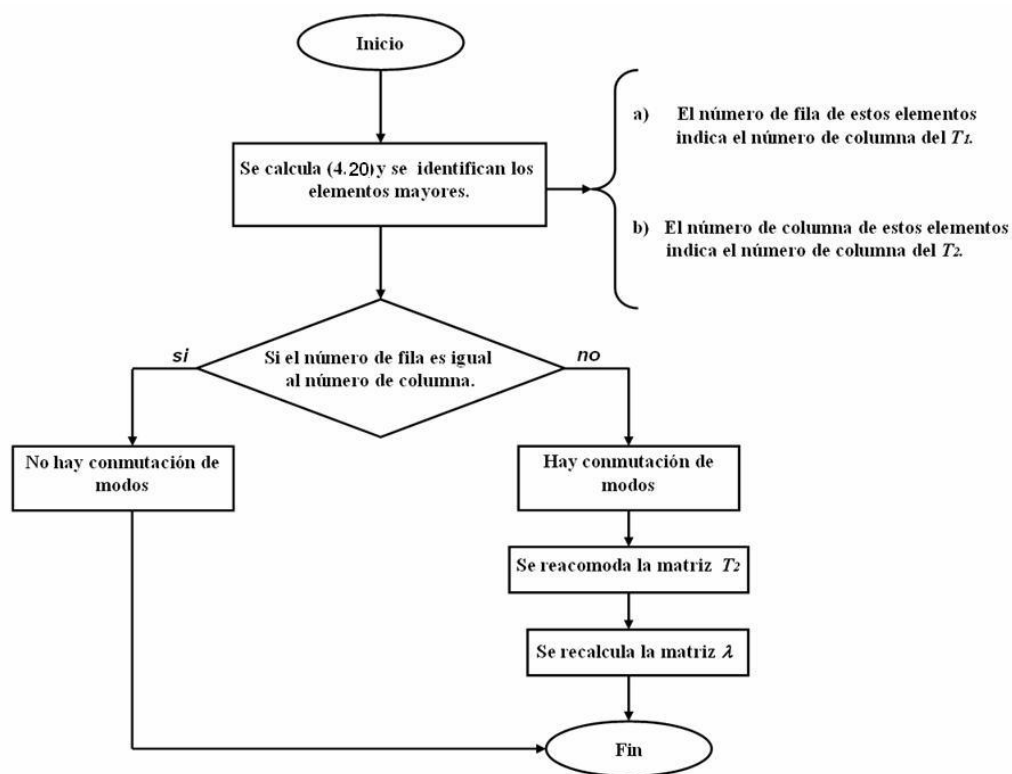 Inicio
Se calcula (4.20) y se identifican los
elementos mayores.
a) El número de fila de estos elementos
indica el número de columna del T1.
b) El número de columna de estos elementos
indica el número de columna del T2.
Si el número de fila es igual
al número de columna.
si
no
No hay conmutación de
modos
Hay conmutación de
modos
Se reacomoda la matriz T2
Se recalcula la matriz λ
Fin